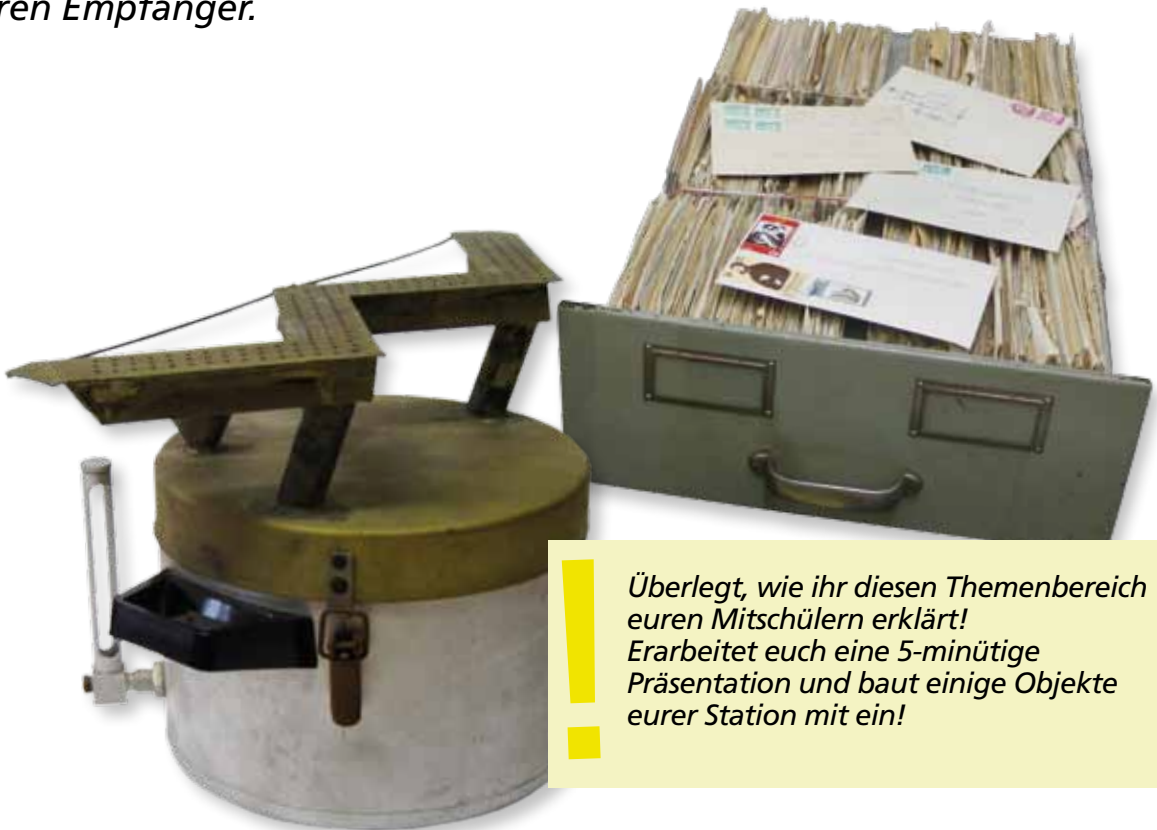 ren Empfänger.
!
Überlegt, wie ihr diesen Themenbereich
euren Mitschülern erklärt!
Erarbeitet euch eine 5-minütige
Präsentation und baut einige Objekte
eurer Station mit ein!